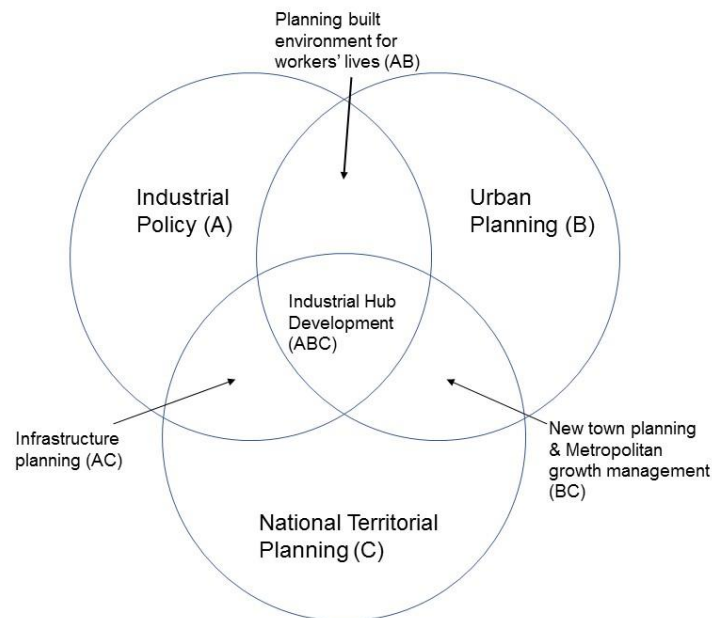 Planning built
environment for
workers' lives (AB)
Industrial
Policy (A)
Urban
Planning (B)
Industrial Hub
Development
(ABC)
Infrastructure
planning (AC)
New town planning
& Metropolitan
growth management
(BC)
National Territorial
Planning (C)